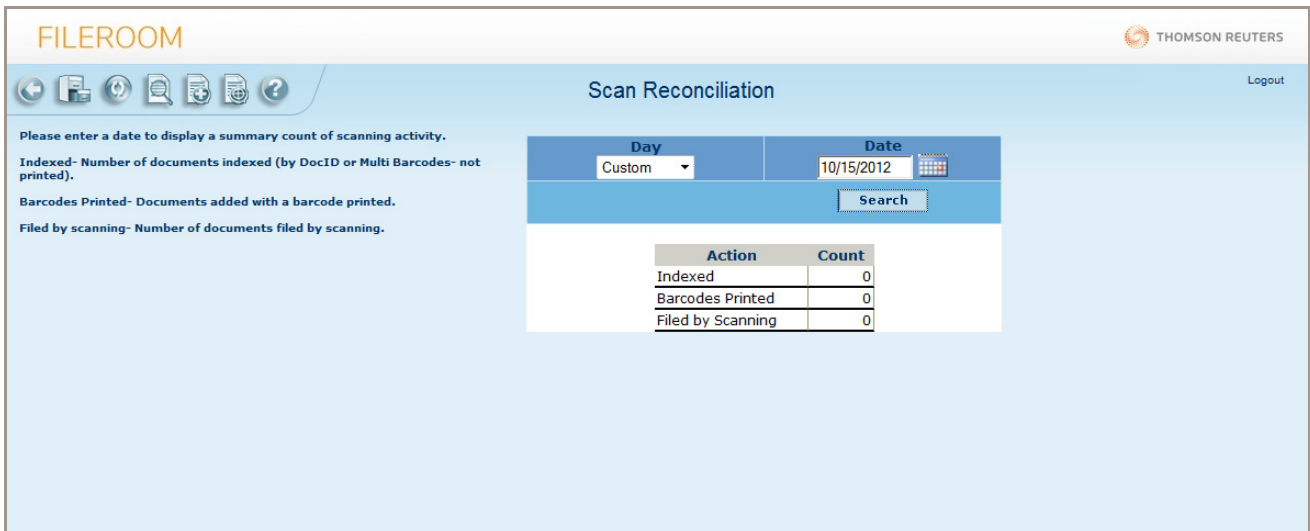 FILEROOM
THOMSON REUTERS
Scan Reconciliation
Logout
Please enter a date to display a summary count of scanning activity.
Indexed- Number of documents indexed (by DocID or Multi Barcodes- not
printed).
Barcodes Printed- Documents added with a barcode printed.
Filed by scanning- Number of documents filed by scanning.
Day Date
Custom 10/15/2012
Search
Action Count
Indexed 0
Barcodes Printed 0
Filed by Scanning 0